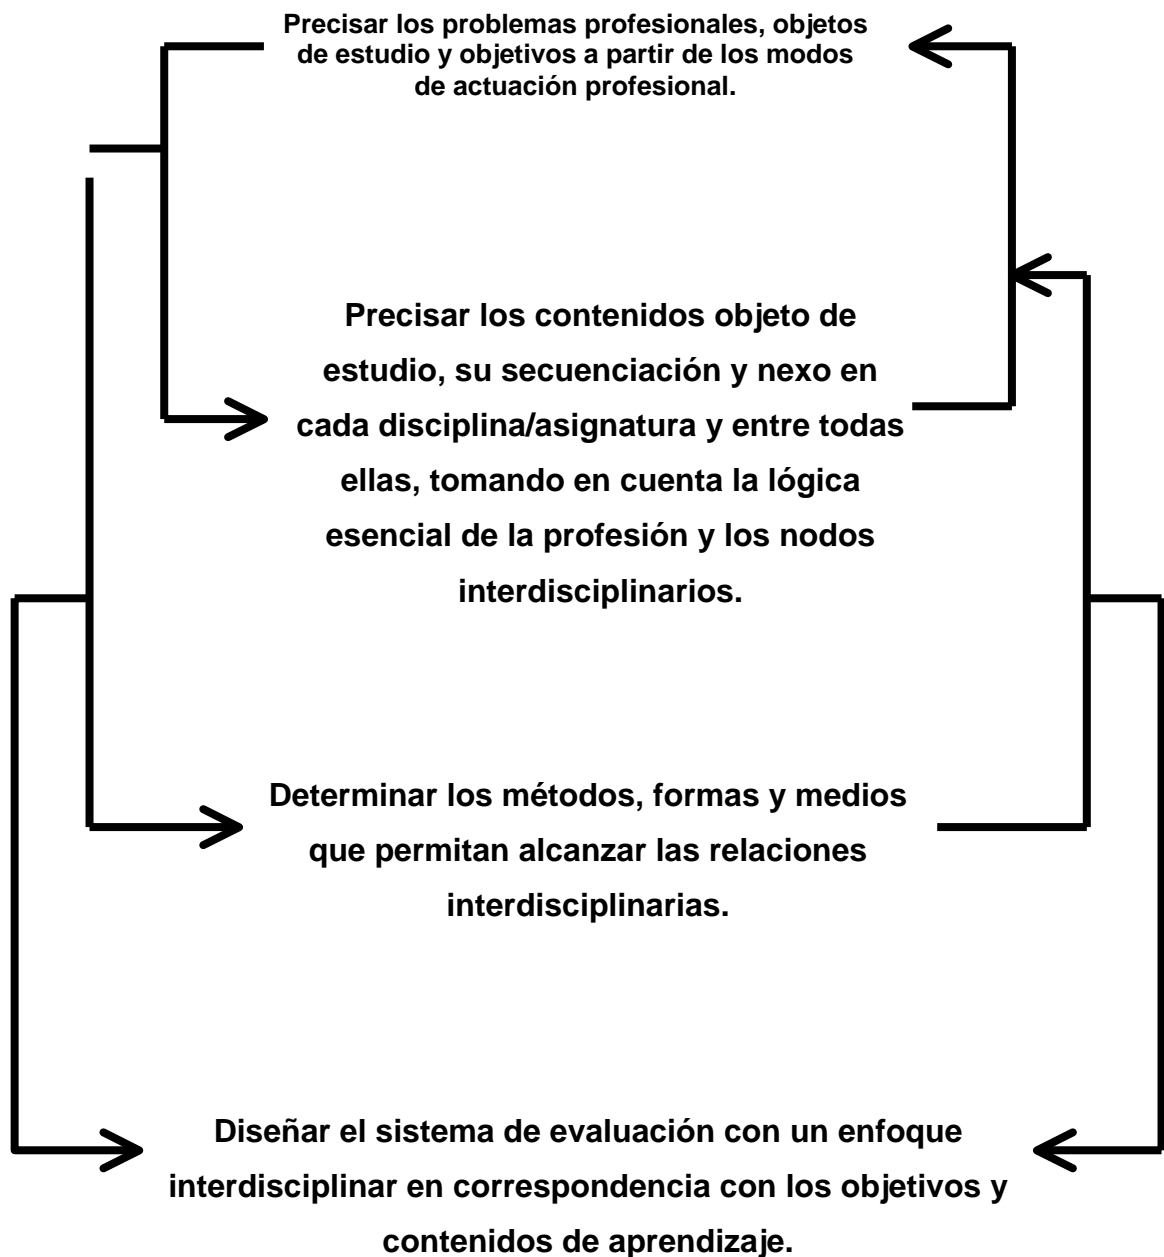 Precisar los problemas profesionales, objetos
de estudio y objetivos a partir de los modos
de actuación profesional.
Precisar los contenidos objeto de
estudio, su secuenciación y nexo en
cada disciplina/asignatura y entre todas
ellas, tomando en cuenta la lógica
esencial de la profesión y los nodos
interdisciplinarios.
Determinar los métodos, formas y medios
que permitan alcanzar las relaciones
interdisciplinarias.
Diseñar el sistema de evaluación con un enfoque
interdisciplinar en correspondencia con los objetivos y
contenidos de aprendizaje.